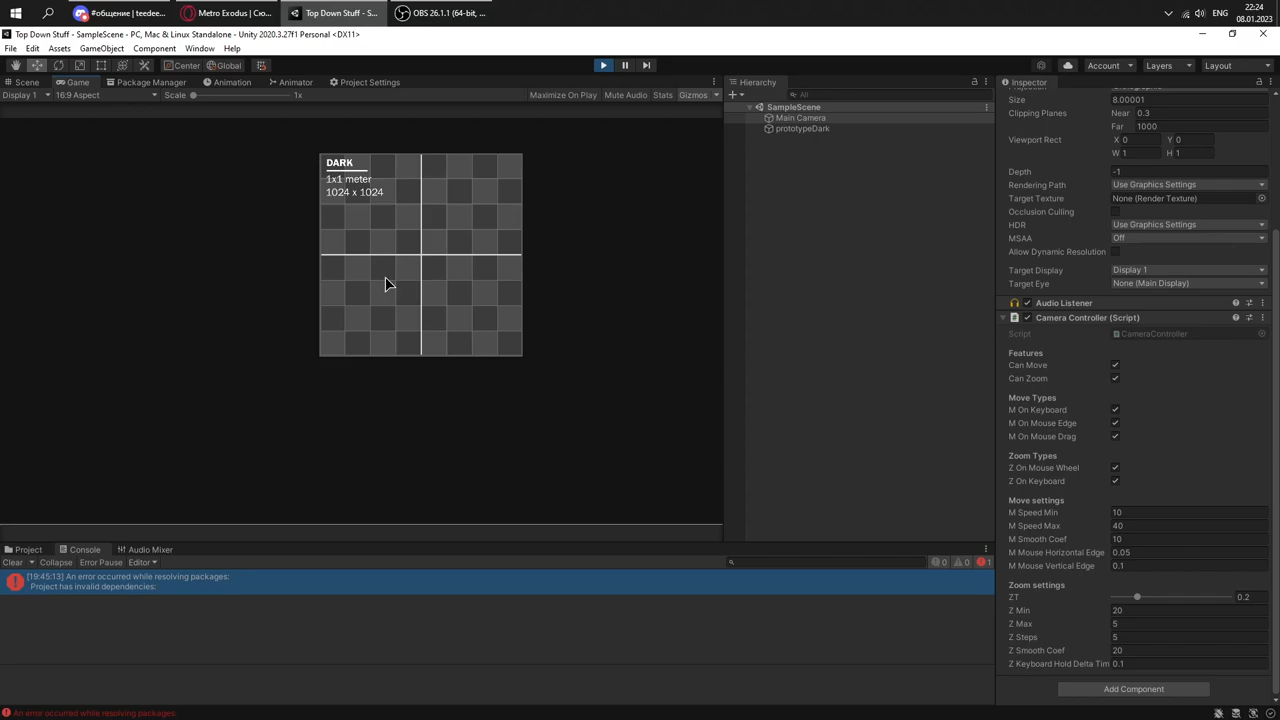 #общение | teedee...
Metro Exodus | Сю...
Top Down Stuff - S...
OBS 26.1.1 (64-bit, ...
ENG
22:24
08.01.2023
Top Down Stuff - SampleScene - PC, Mac & Linux Standalone - Unity 2020.3.27f1 Personal <DX11>
File Edit Assets GameObject Component Window Help
Center Global Account Layers Layout
Scene Game Package Manager Animation Animator Project Settings
Display 1 16:9 Aspect Scale 1x Maximize On Play Mute Audio Stats Gizmos
DARK
1x1 meter
1024 x 1024
Hierarchy
All
SampleScene
Main Camera
prototypeDark
Inspector
Size 8.00001
Clipping Planes Near 0.3
Far 1000
Viewport Rect X 0 Y 0
W 1 H 1
Depth -1
Rendering Path Use Graphics Settings
Target Texture None (Render Texture)
Occlusion Culling
HDR Use Graphics Settings
MSAA Off
Allow Dynamic Resolution
Target Display Display 1
Target Eye None (Main Display)
Audio Listener
Camera Controller (Script)
Script CameraController
Features
Can Move
Can Zoom
Move Types
M On Keyboard
M On Mouse Edge
M On Mouse Drag
Zoom Types
Z On Mouse Wheel
Z On Keyboard
Move settings
M Speed Min 10
M Speed Max 40
M Smooth Coef 10
M Mouse Horizontal Edge 0.05
M Mouse Vertical Edge 0.1
Zoom settings
ZT 0.2
Z Min 20
Z Max 5
Z Steps 5
Z Smooth Coef 20
Z Keyboard Hold Delta Tim 0.1
Add Component
Project Console Audio Mixer
Clear Collapse Error Pause Editor 0 0 1
[19:45:13] An error occurred while resolving packages:
Project has invalid dependencies:
An error occurred while resolving packages: